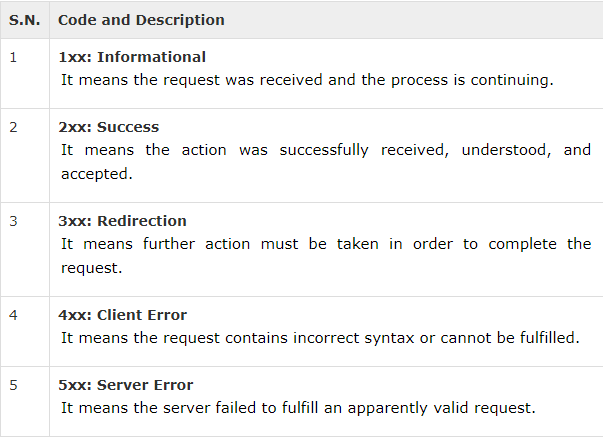 S.N. Code and Description
1 1xx: Informational
It means the request was received and the process is continuing.
2 2xx: Success
It means the action was successfully received, understood, and
accepted.
3 3xx: Redirection
It means further action must be taken in order to complete the
request.
4 4xx: Client Error
It means the request contains incorrect syntax or cannot be fulfilled.
5 5xx: Server Error
It means the server failed to fulfill an apparently valid request.